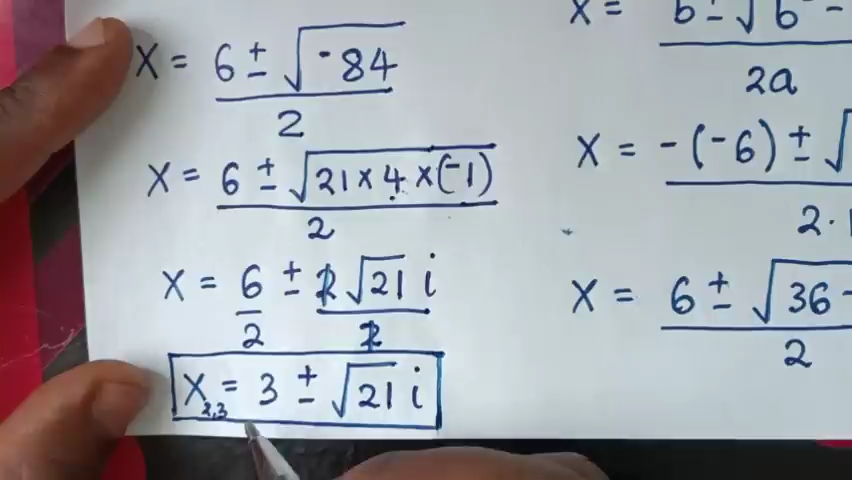 X = 6 ± √-84 / 2
X = 6 ± √21 × 4 × (-1) / 2
X = 6/2 ± 2√21 i / 2
X₂,₃ = 3 ± √21 i
X = b ± √b -
2a
X = -(-6) ± √
2 ·
X = 6 ± √36 -
2